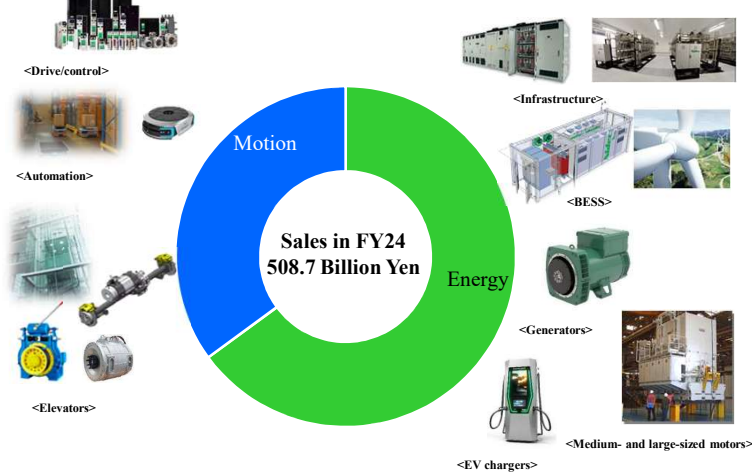 <Drive/control>
<Automation>
<Elevators>
Motion
Sales in FY24
508.7 Billion Yen
Energy
<Infrastructure>
<BESS>
<Generators>
<Medium- and large-sized motors>
<EV chargers>